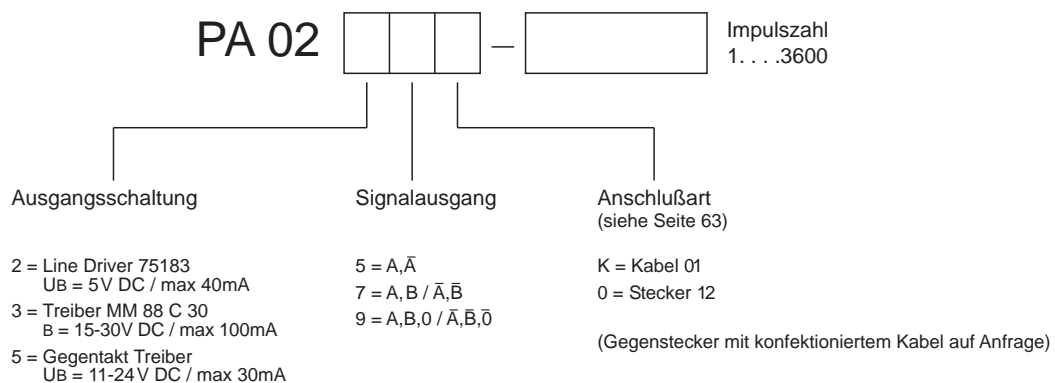 PA 02 –
Impulszahl
1. . . .3600
Ausgangsschaltung
2 = Line Driver 75183
UB = 5V DC / max 40mA
3 = Treiber MM 88 C 30
B = 15-30V DC / max 100mA
5 = Gegentakt Treiber
UB = 11-24V DC / max 30mA
Signalausgang
5 = A,Ā
7 = A, B / Ā,B̄
9 = A,B,0 / Ā,B̄,0̄
Anschlußart
(siehe Seite 63)
K = Kabel 01
0 = Stecker 12
(Gegenstecker mit konfektioniertem Kabel auf Anfrage)